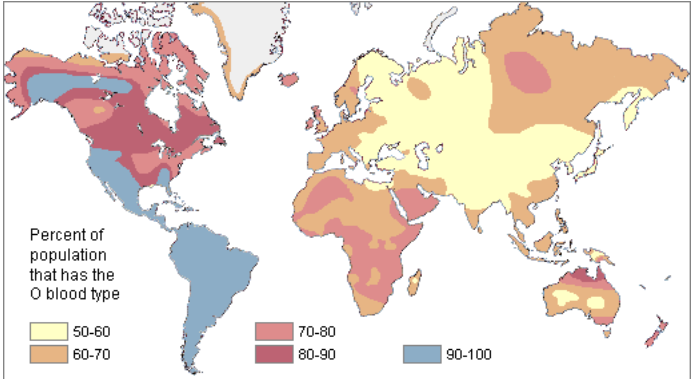 Percent of
population
that has the
O blood type
50-60
60-70
70-80
80-90
90-100